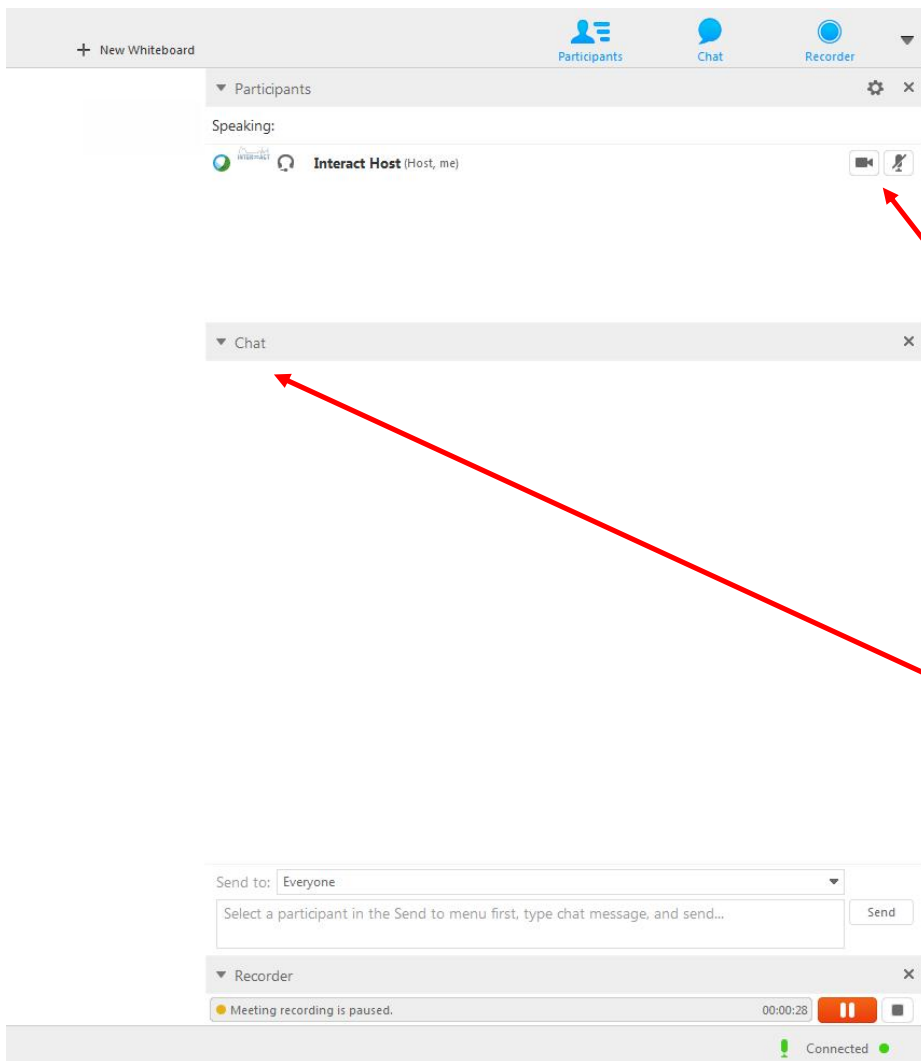 + New Whiteboard
Participants
Chat
Recorder
Participants
Speaking:
INTERACT
Interact Host (Host, me)
Chat
Send to: Everyone
Select a participant in the Send to menu first, type chat message, and send...
Send
Recorder
Meeting recording is paused. 00:00:28
Connected